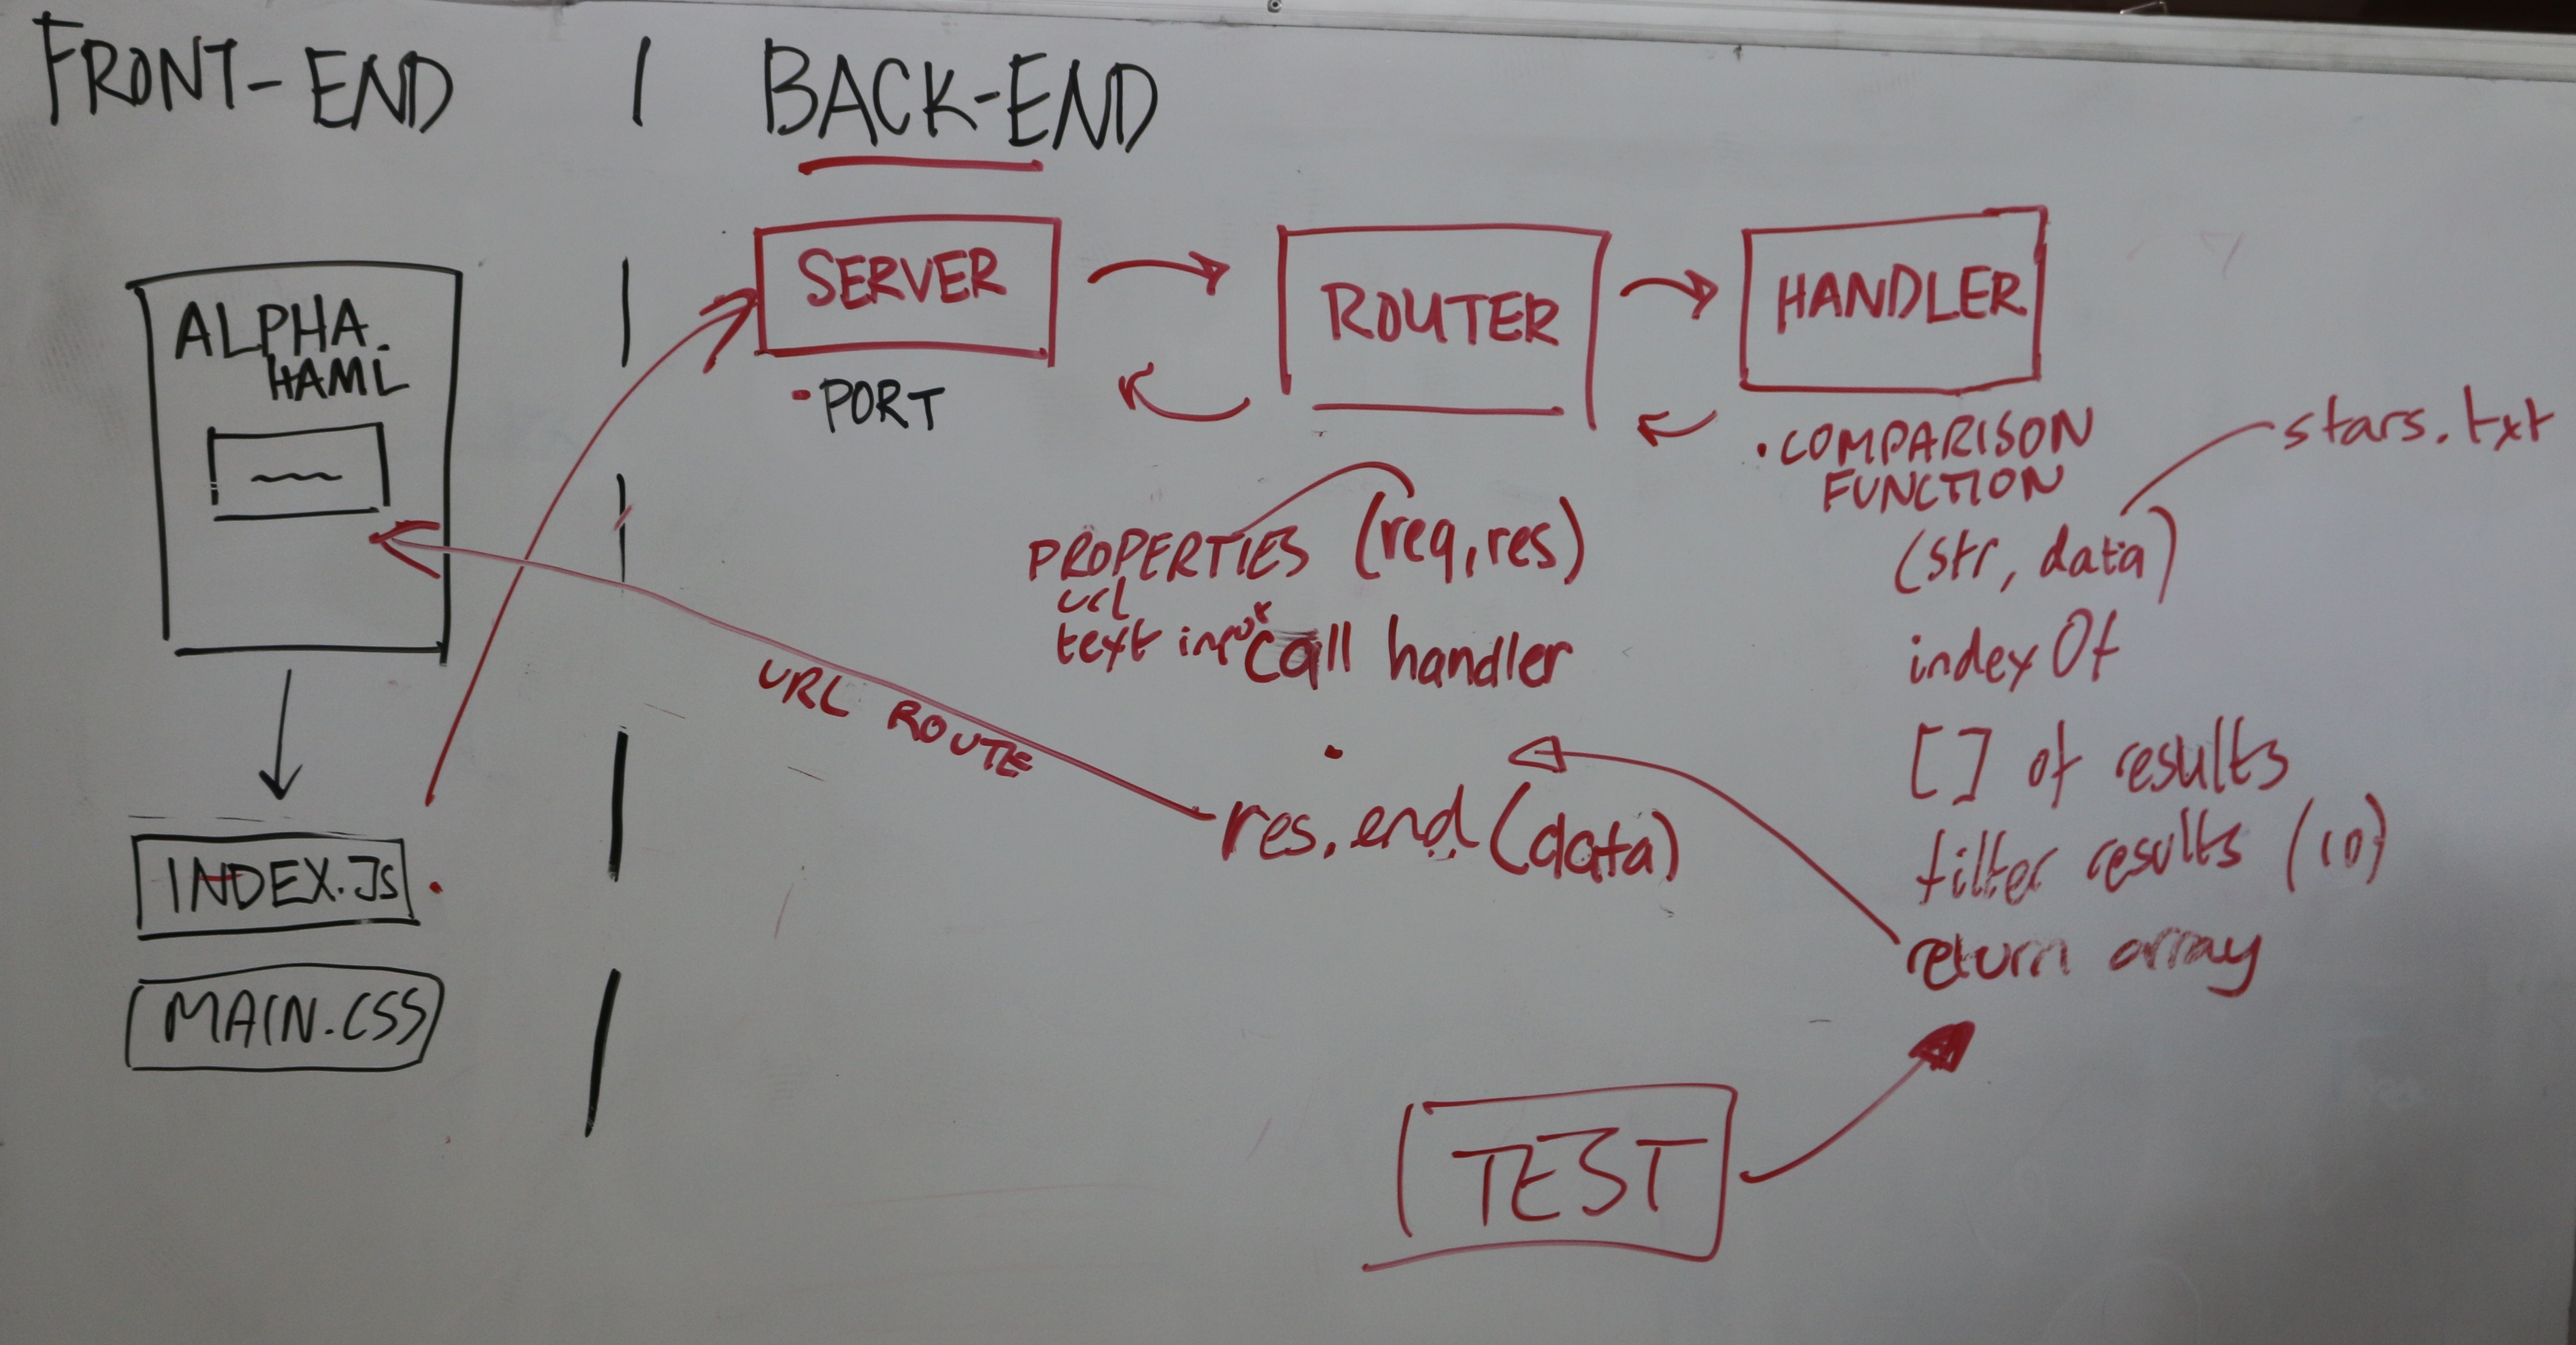 FRONT-END | BACK-END
ALPHA.
HAML
INDEX.JS
MAIN.CSS
SERVER
• PORT
ROUTER
PROPERTIES (req, res)
url
text input
call handler
•
res.end (data)
URL ROUTE
HANDLER
• COMPARISON
FUNCTION
stars.txt
(str, data)
indexOf
[] of results
filter results (10)
return array
TEST